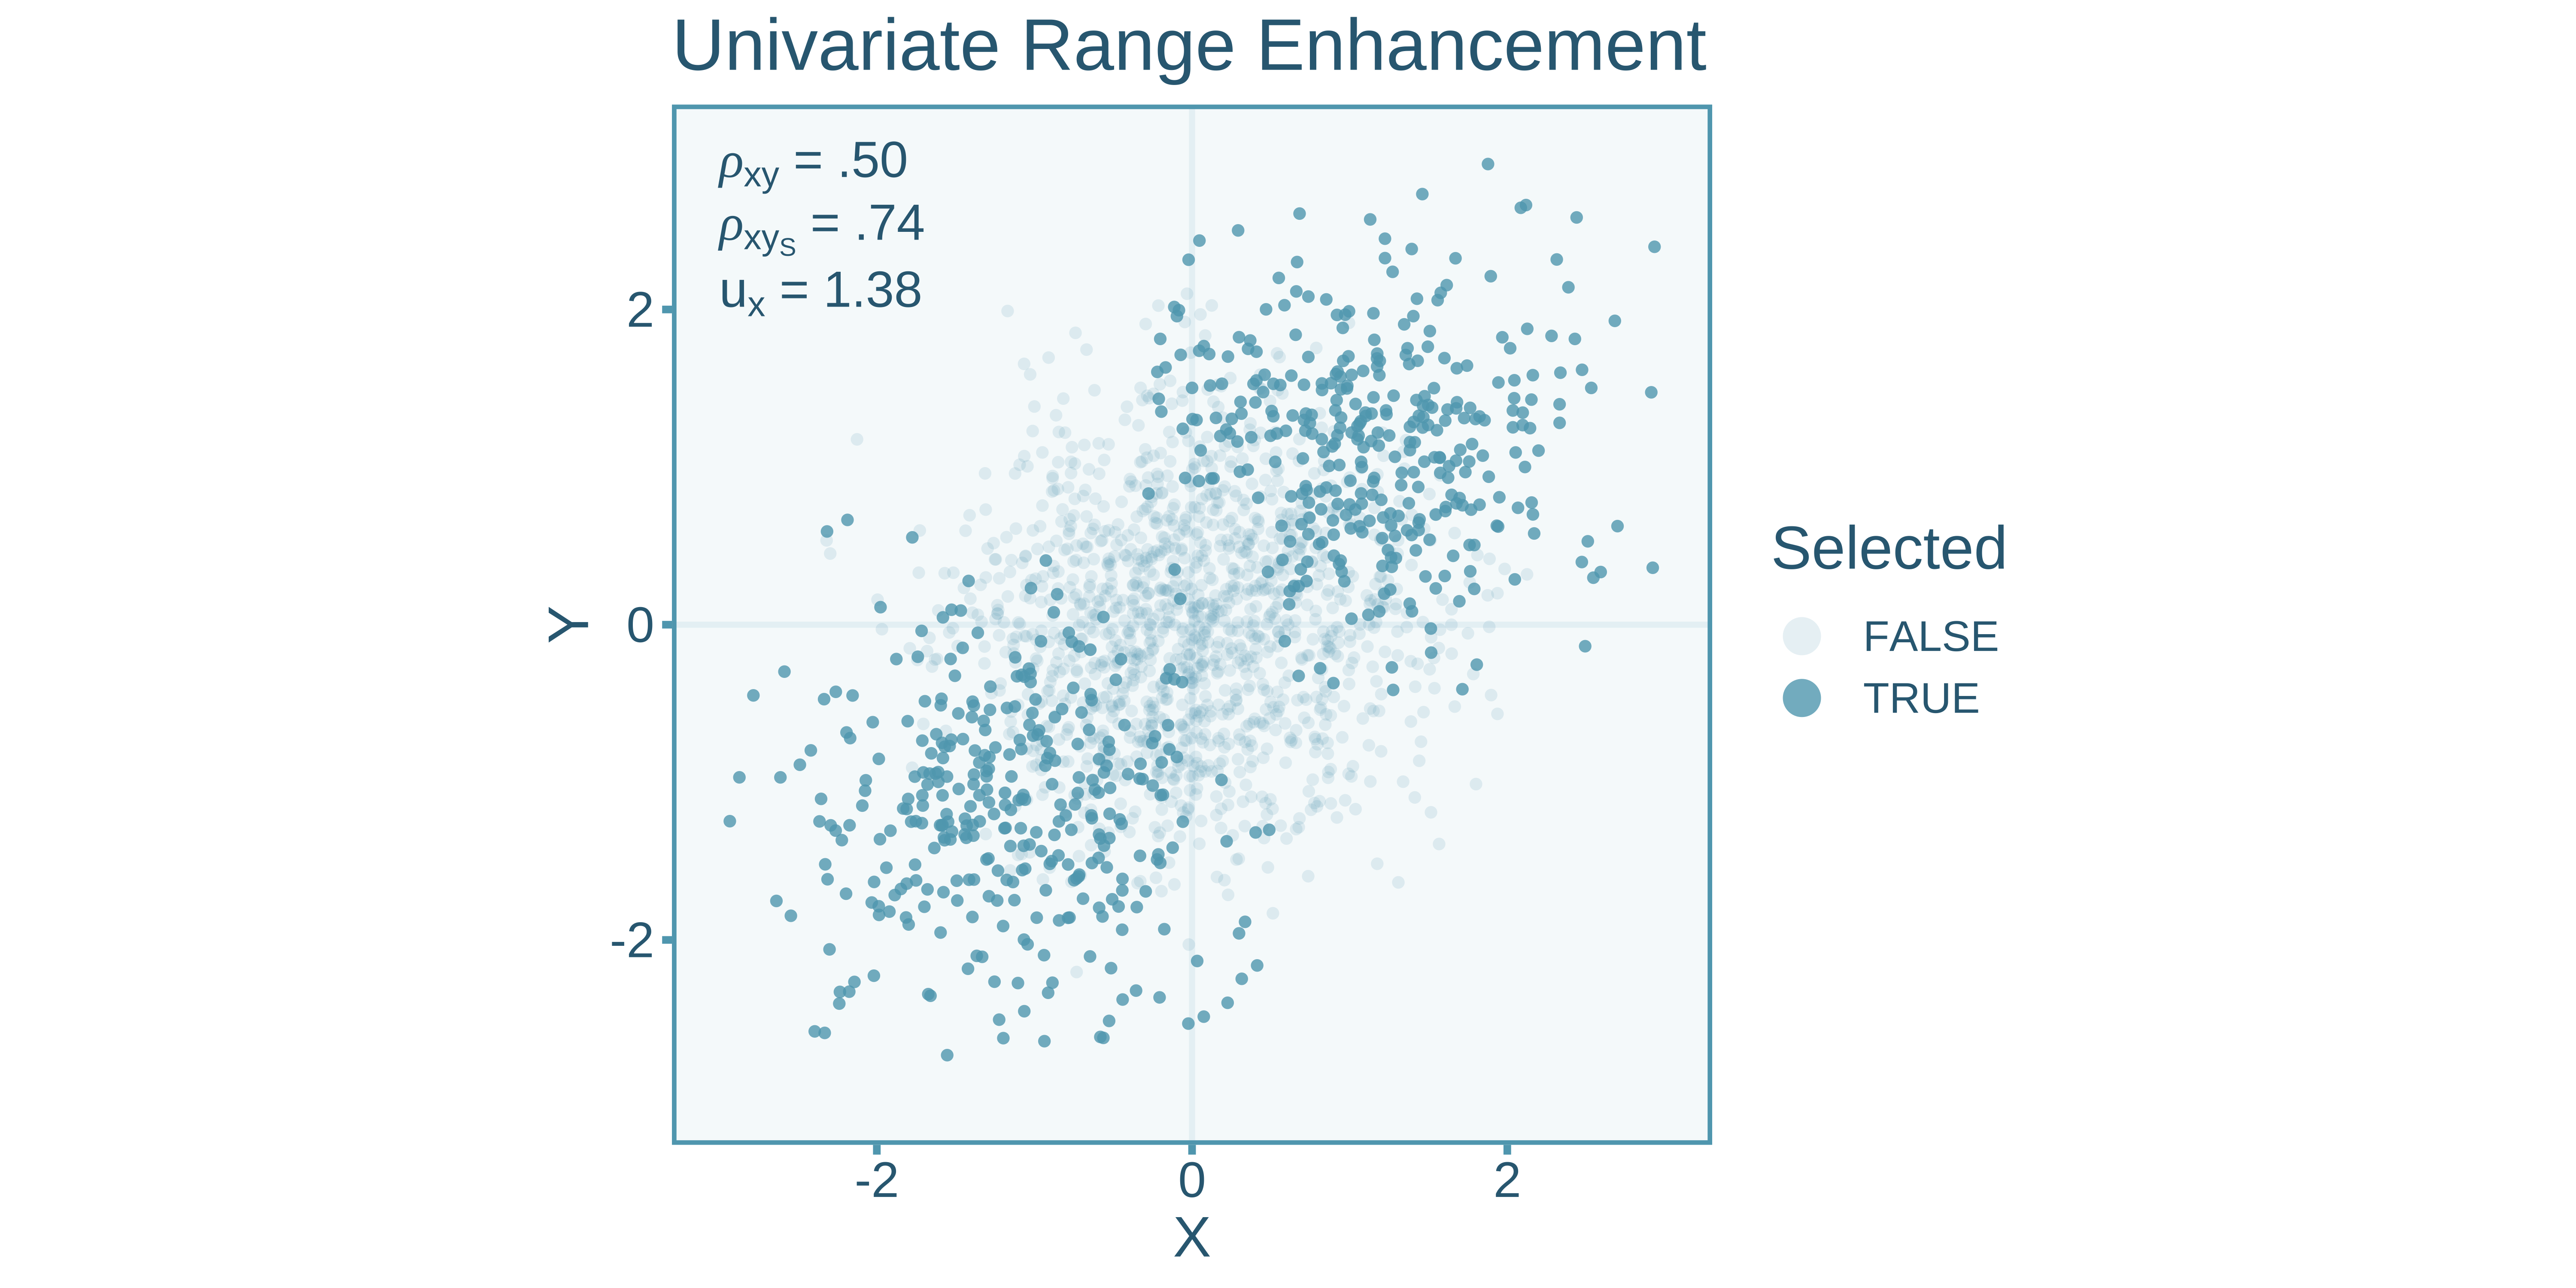 Univariate Range Enhancement
ρxy = .50
ρxyS = .74
ux = 1.38
2
0
-2
Y
-2 0 2
X
Selected
FALSE
TRUE